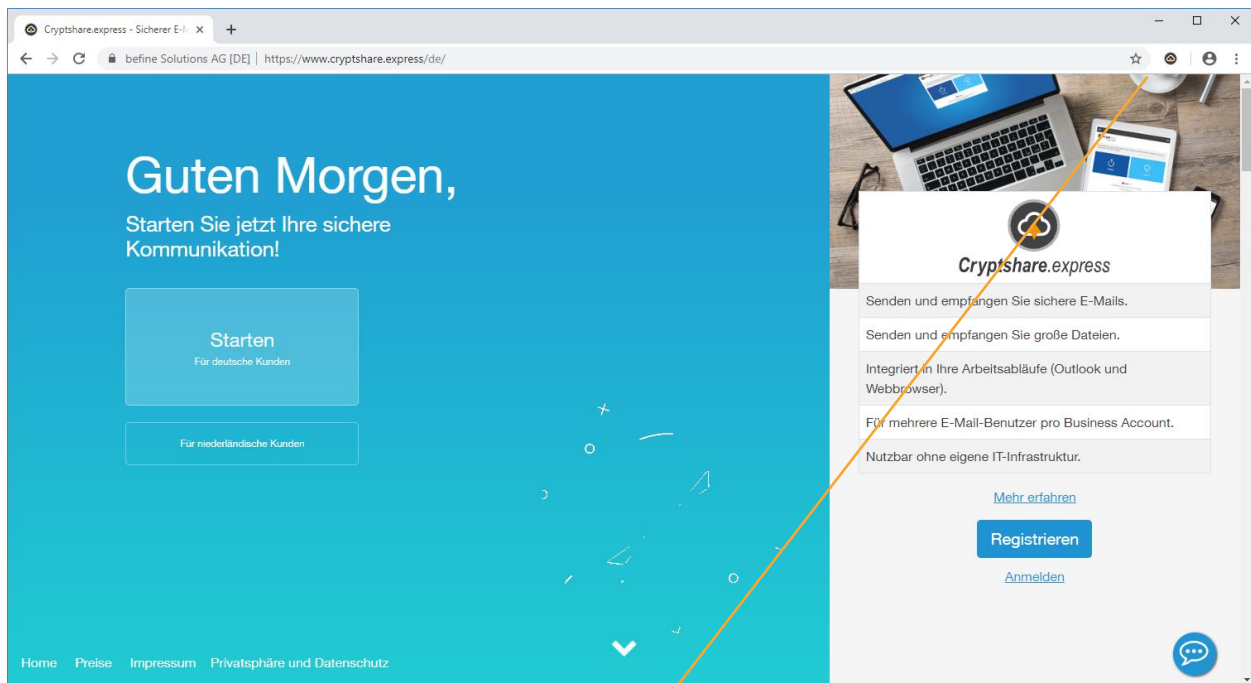 Cryptshare.express - Sicherer E-M
befine Solutions AG [DE] | https://www.cryptshare.express/de/
Guten Morgen,
Starten Sie jetzt Ihre sichere
Kommunikation!
Starten
Für deutsche Kunden
Für niederländische Kunden
Home Preise Impressum Privatsphäre und Datenschutz
Cryptshare.express
Senden und empfangen Sie sichere E-Mails.
Senden und empfangen Sie große Dateien.
Integriert in Ihre Arbeitsabläufe (Outlook und
Webbrowser).
Für mehrere E-Mail-Benutzer pro Business Account.
Nutzbar ohne eigene IT-Infrastruktur.
Mehr erfahren
Registrieren
Anmelden